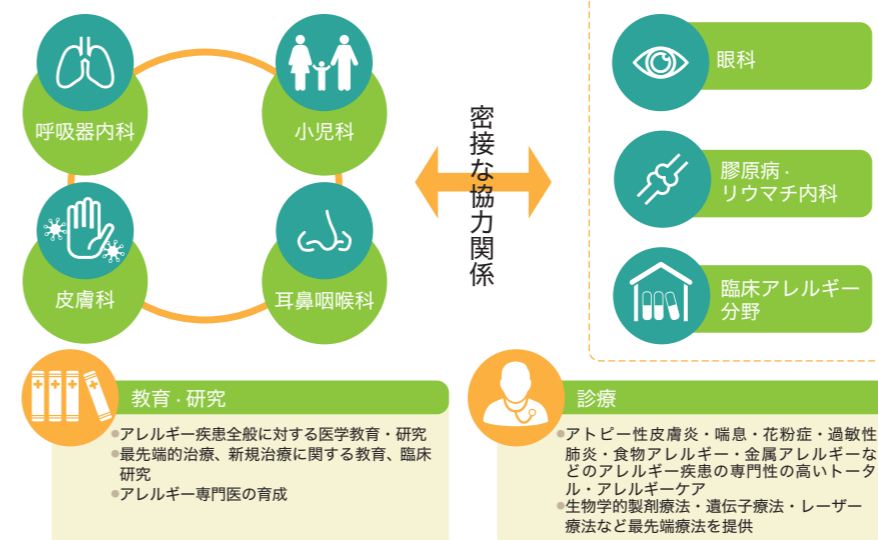 呼吸器内科
小児科
皮膚科
耳鼻咽喉科
密接な協力関係
眼科
膠原病・
リウマチ内科
臨床アレルギー
分野
教育・研究
●アレルギー疾患全般に対する医学教育・研究
●最先端的治療、新規治療に関する教育、臨床
研究
●アレルギー専門医の育成
診療
●アトピー性皮膚炎・喘息・花粉症・過敏性
肺炎・食物アレルギー・金属アレルギーな
どのアレルギー疾患の専門性の高いトータ
ル・アレルギーケア
●生物学的製剤療法・遺伝子療法・レーザー
療法など最先端療法を提供